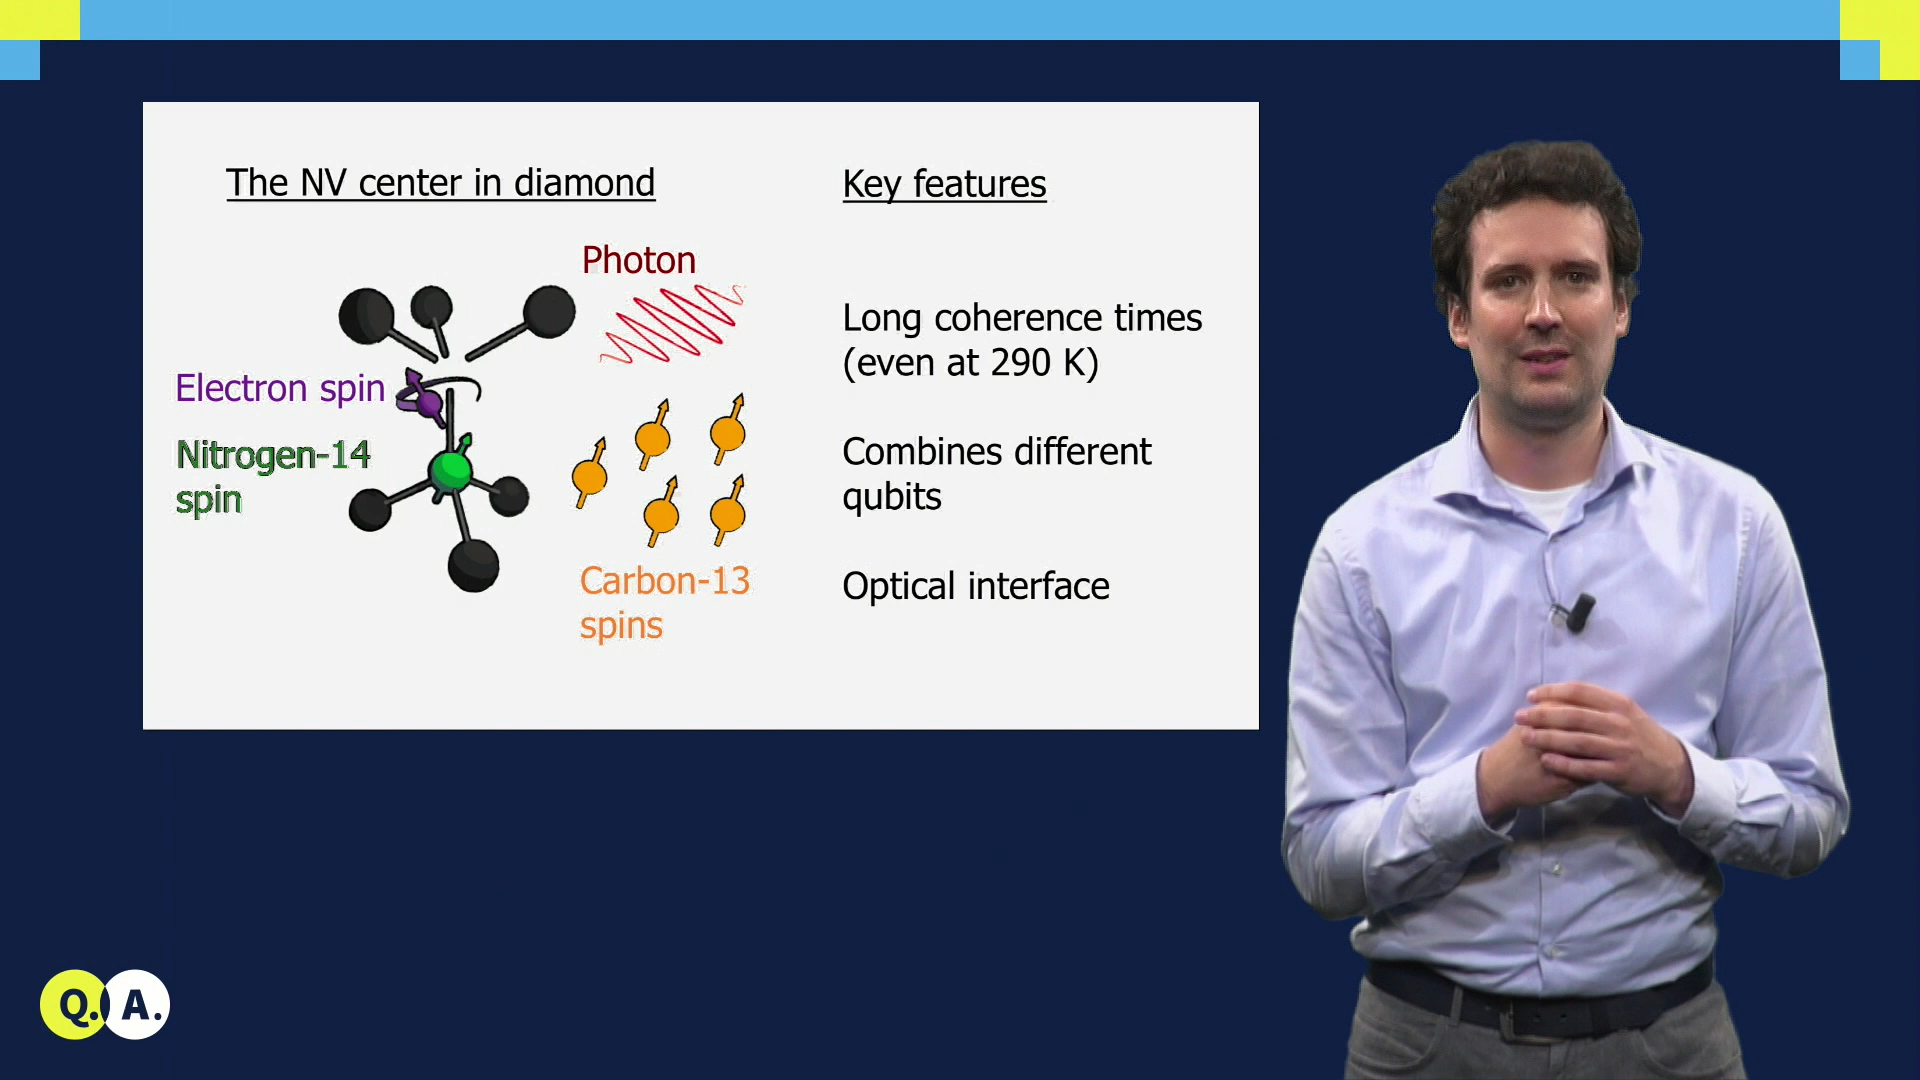 The NV center in diamond
Photon
Electron spin
Nitrogen-14
spin
Carbon-13
spins
Key features
Long coherence times
(even at 290 K)
Combines different
qubits
Optical interface
Q. A.